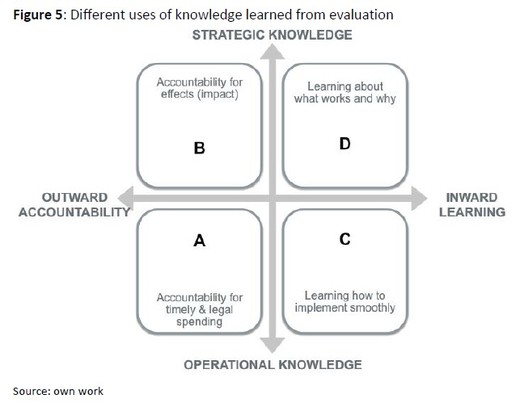 Figure 5: Different uses of knowledge learned from evaluation
STRATEGIC KNOWLEDGE
Accountability for
effects (impact)
B
Learning about
what works and why
D
OUTWARD
ACCOUNTABILITY
INWARD
LEARNING
A
Accountability for
timely & legal
spending
C
Learning how to
implement smoothly
OPERATIONAL KNOWLEDGE
Source: own work